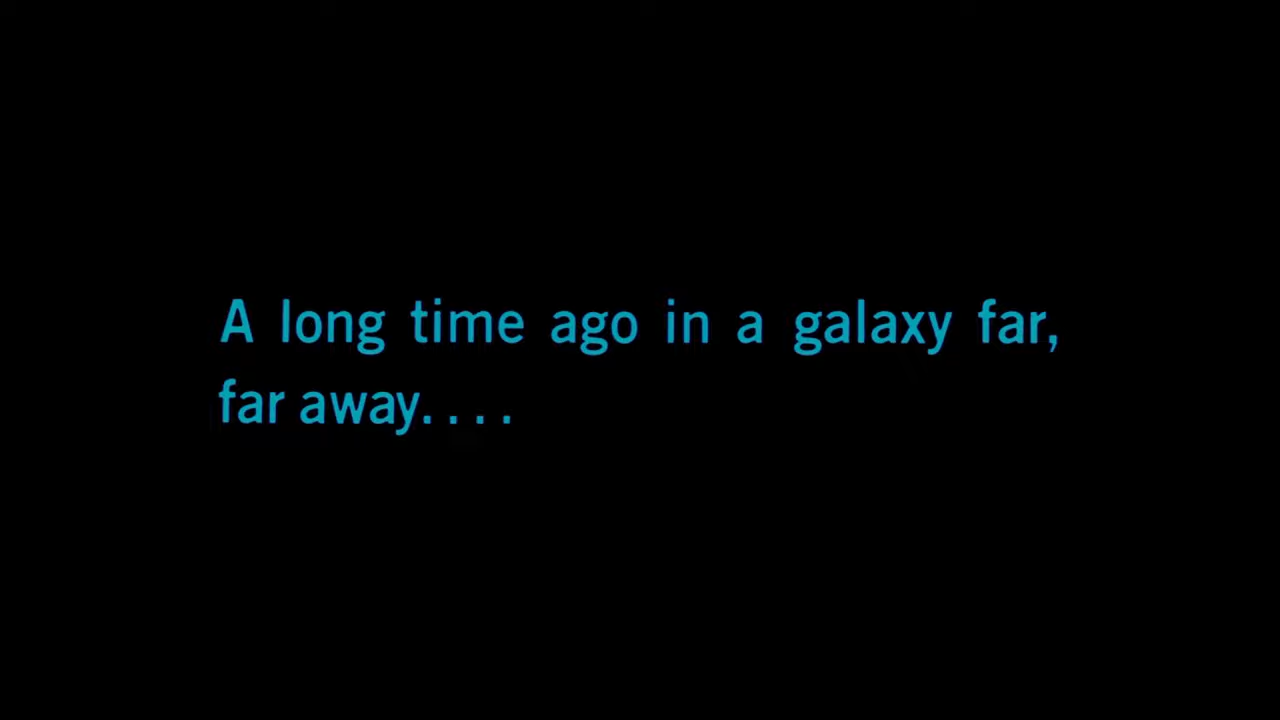 A long time ago in a galaxy far,
far away. . . .